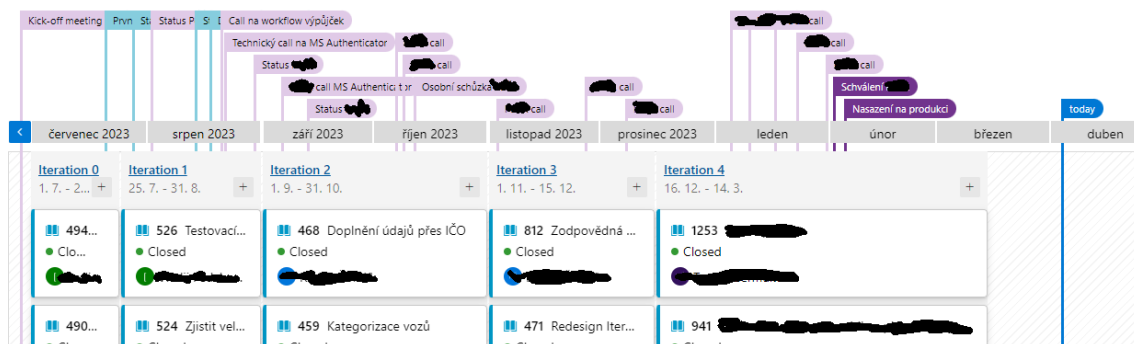 Kick-off meeting Prvn Sta Status P Call na workflow výpůjček call
Technický call na MS Authenticator call call
Status call call
call MS Authenticator Osobní schůzka call Schválení
Status call call Nasazení na produkci today
červenec 2023 srpen 2023 září 2023 říjen 2023 listopad 2023 prosinec 2023 leden únor březen duben
Iteration 0 Iteration 1 Iteration 2 Iteration 3 Iteration 4
1. 7. - 2... + 25. 7. - 31. 8. + 1. 9. - 31. 10. + 1. 11. - 15. 12. + 16. 12. - 14. 3. +
494... 526 Testovací... 468 Doplnění údajů přes IČO 812 Zodpovědná ... 1253
Clo... Closed Closed Closed Closed
490... 524 Zjistit vel... 459 Kategorizace vozů 471 Redesign Iter... 941